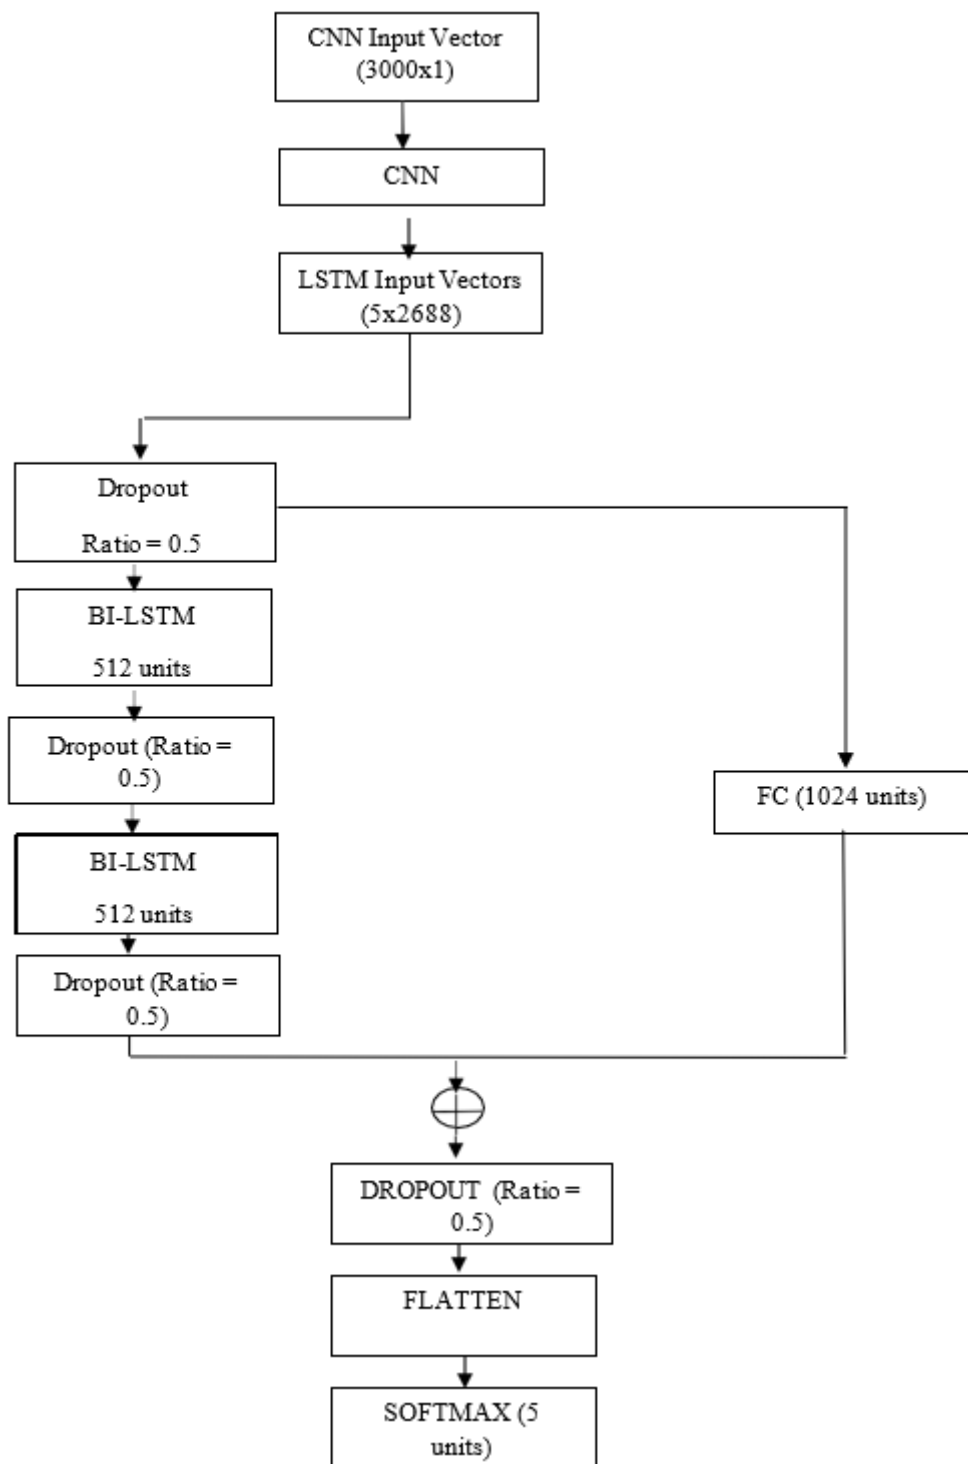 CNN Input Vector
(3000x1)
CNN
LSTM Input Vectors
(5x2688)
Dropout
Ratio = 0.5
BI-LSTM
512 units
Dropout (Ratio =
0.5)
BI-LSTM
512 units
Dropout (Ratio =
0.5)
FC (1024 units)
DROPOUT (Ratio =
0.5)
FLATTEN
SOFTMAX (5
units)